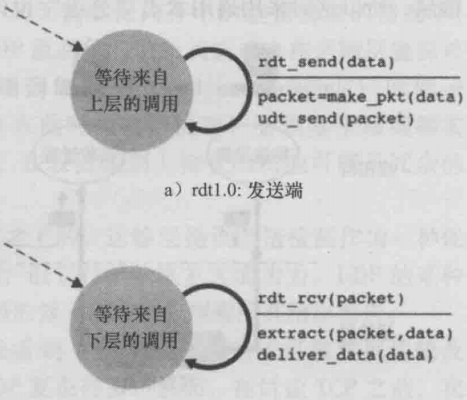 等待来自
上层的调用
rdt_send(data)
packet=make_pkt(data)
udt_send(packet)
a）rdt1.0: 发送端
等待来自
下层的调用
rdt_rcv(packet)
extract(packet,data)
deliver_data(data)